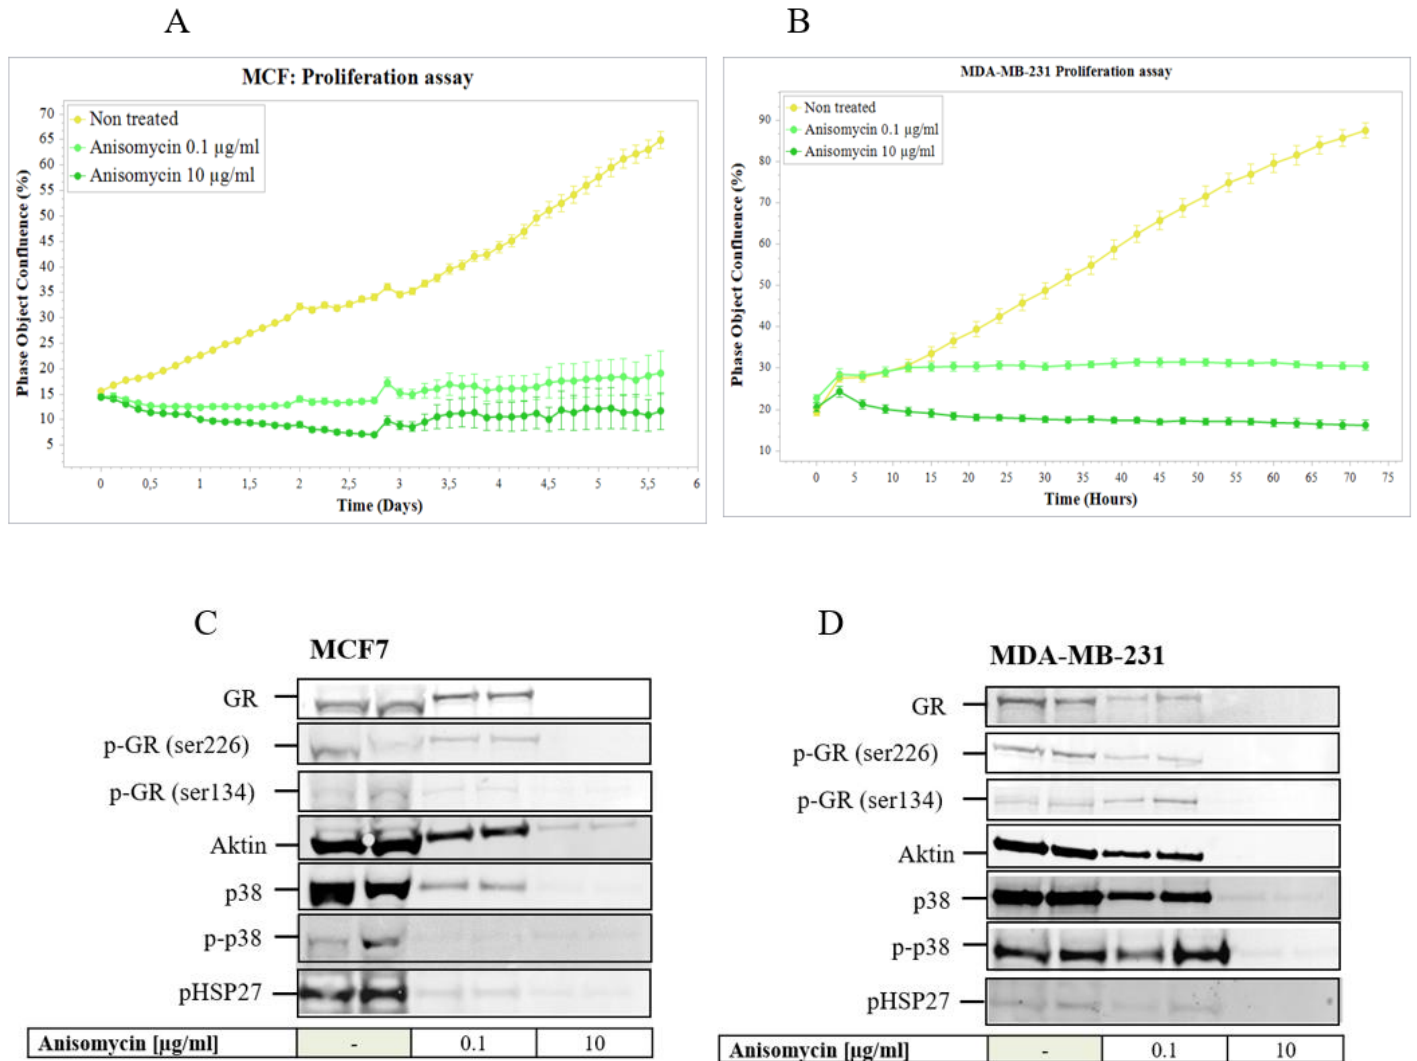 A
B
MCF: Proliferation assay
Phase Object Confluence (%)
70
65
60
55
50
45
40
35
30
25
20
15
10
5
Non treated
Anisomycin 0.1 µg/ml
Anisomycin 10 µg/ml
0 0,5 1 1,5 2 2,5 3 3,5 4 4,5 5 5,5 6
Time (Days)
MDA-MB-231 Proliferation assay
Phase Object Confluence (%)
90
80
70
60
50
40
30
20
10
Non treated
Anisomycin 0.1 µg/ml
Anisomycin 10 µg/ml
0 5 10 15 20 25 30 35 40 45 50 55 60 65 70 75
Time (Hours)
C
MCF7
GR
p-GR (ser226)
p-GR (ser134)
Aktin
p38
p-p38
pHSP27
Anisomycin [µg/ml] - 0.1 10
D
MDA-MB-231
GR
p-GR (ser226)
p-GR (ser134)
Aktin
p38
p-p38
pHSP27
Anisomycin [µg/ml] - 0.1 10